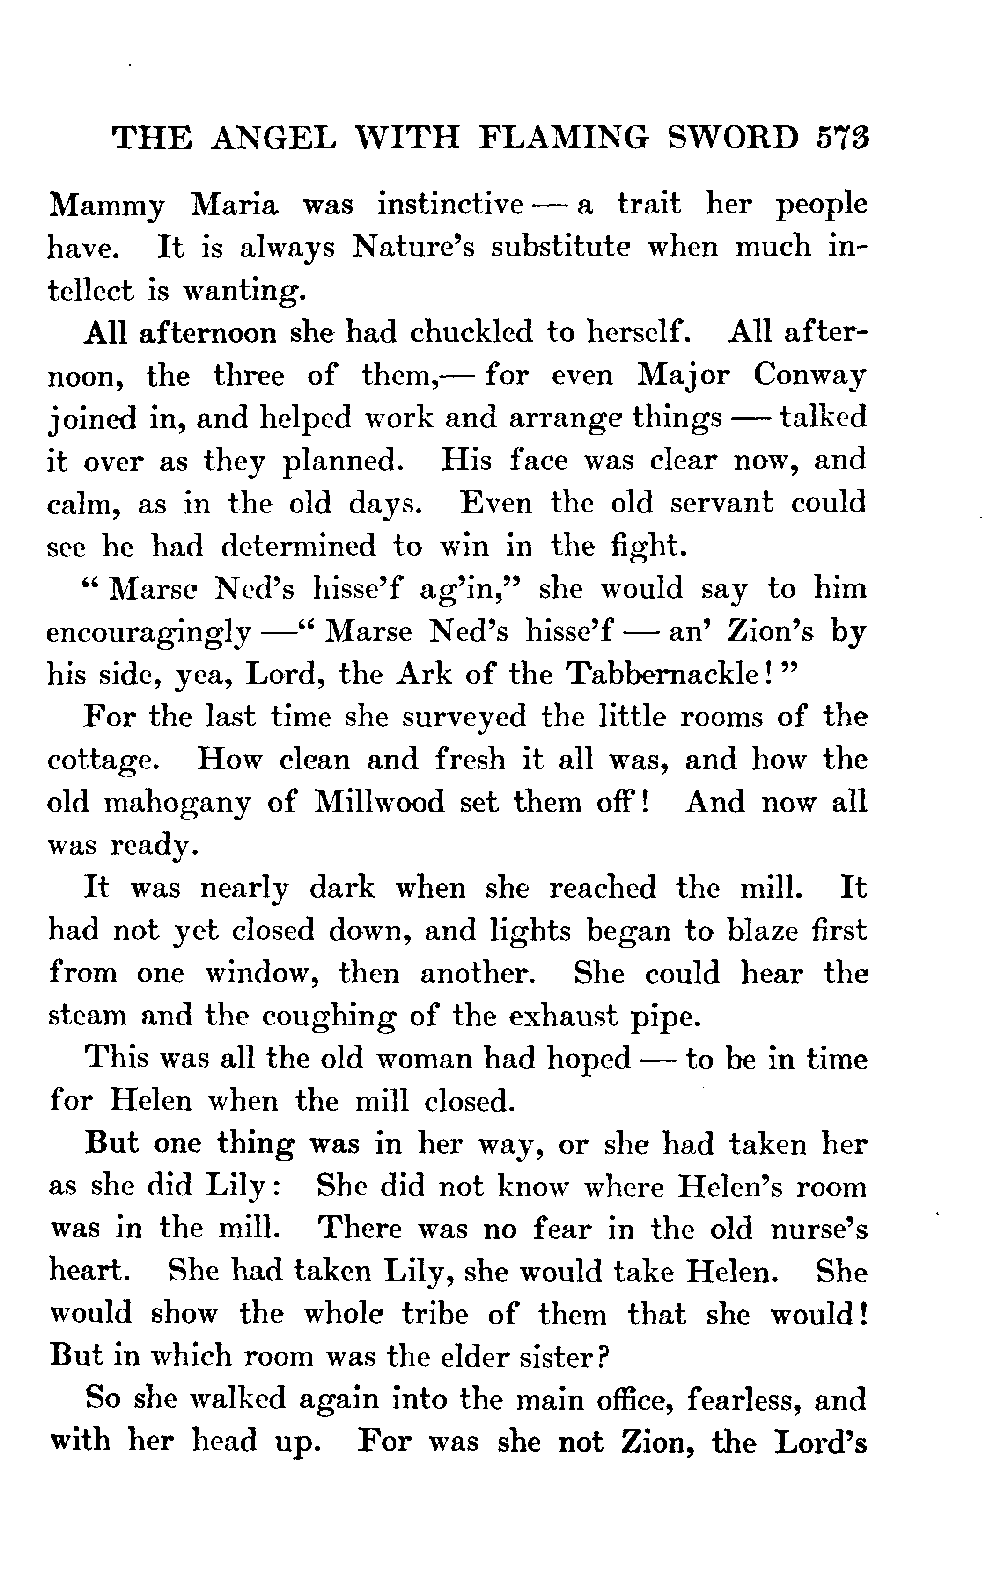 THE ANGEL WITH FLAMING SWORD 573
Mammy Maria was instinctive — a trait her people
have. It is always Nature's substitute when much in-
tellect is wanting.
All afternoon she had chuckled to herself. All after-
noon, the three of them,— for even Major Conway
joined in, and helped work and arrange things — talked
it over as they planned. His face was clear now, and
calm, as in the old days. Even the old servant could
see he had determined to win in the fight.
" Marse Ned's hisse'f ag'in," she would say to him
encouragingly —" Marse Ned's hisse'f — an' Zion's by
his side, yea, Lord, the Ark of the Tabbernackle! "
For the last time she surveyed the little rooms of the
cottage. How clean and fresh it all was, and how the
old mahogany of Millwood set them off! And now all
was ready.
It was nearly dark when she reached the mill. It
had not yet closed down, and lights began to blaze first
from one window, then another. She could hear the
steam and the coughing of the exhaust pipe.
This was all the old woman had hoped — to be in time
for Helen when the mill closed.
But one thing was in her way, or she had taken her
as she did Lily: She did not know where Helen's room
was in the mill. There was no fear in the old nurse's
heart. She had taken Lily, she would take Helen. She
would show the whole tribe of them that she would!
But in which room was the elder sister?
So she walked again into the main office, fearless, and
with her head up. For was she not Zion, the Lord's